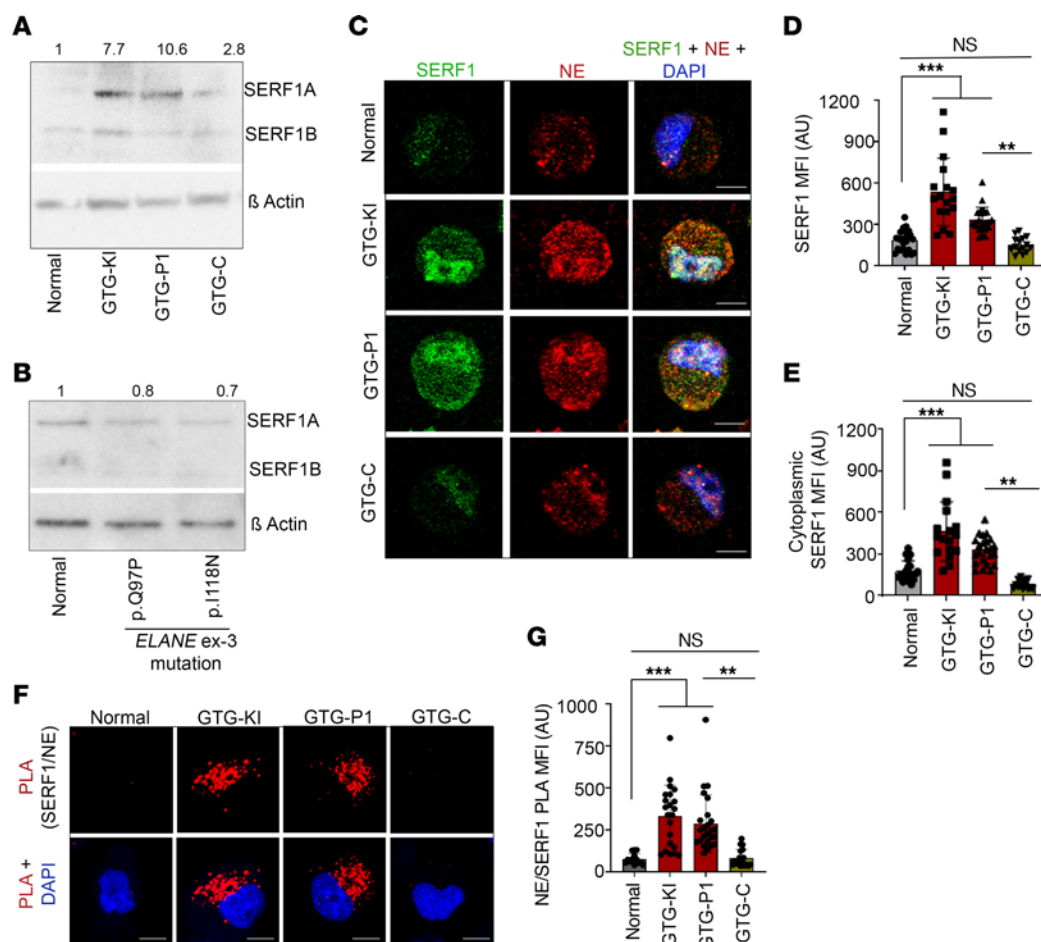 A
1 7.7 10.6 2.8
SERF1A
SERF1B
ß Actin
Normal
GTG-KI
GTG-P1
GTG-C
B
1 0.8 0.7
SERF1A
SERF1B
ß Actin
Normal
p.Q97P
p.I118N
ELANE ex-3
mutation
C
SERF1 NE SERF1 + NE +
DAPI
Normal
GTG-KI
GTG-P1
GTG-C
D
NS
***
**
SERF1 MFI (AU)
1200
900
600
300
0
Normal
GTG-KI
GTG-P1
GTG-C
E
NS
***
**
Cytoplasmic
SERF1 MFI (AU)
1200
900
600
300
0
Normal
GTG-KI
GTG-P1
GTG-C
F
Normal GTG-KI GTG-P1 GTG-C
PLA
(SERF1/NE)
PLA +
DAPI
G
NS
***
**
NE/SERF1 PLA MFI (AU)
1000
750
500
250
0
Normal
GTG-KI
GTG-P1
GTG-C